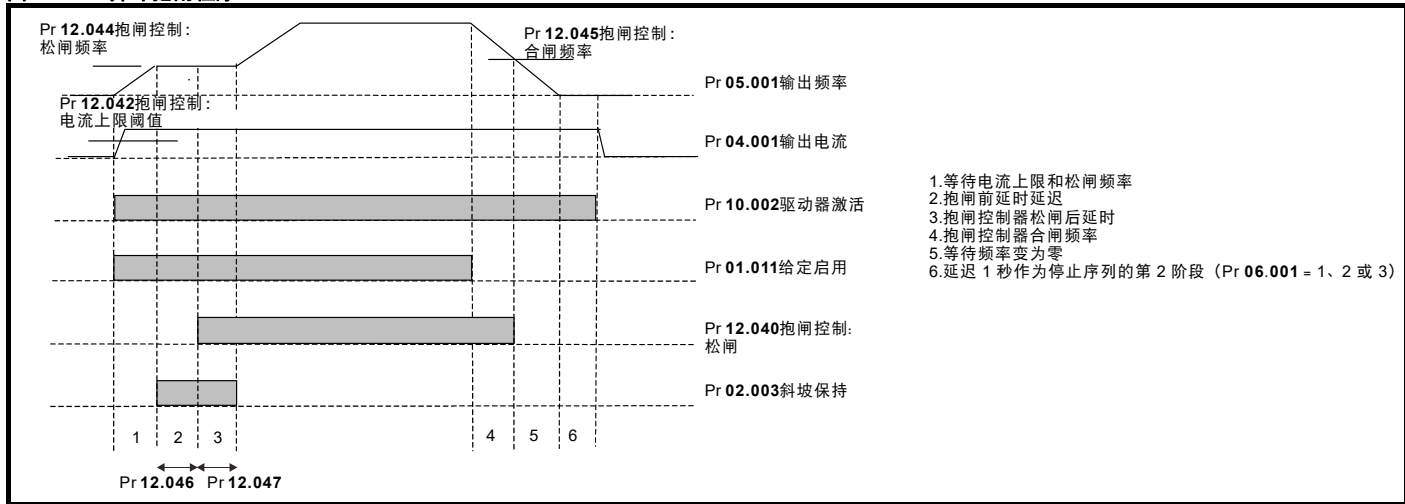 Pr 12.044抱闸控制：
松闸频率
Pr 12.045抱闸控制：
合闸频率
Pr 05.001输出频率
Pr 12.042抱闸控制：
电流上限阈值
Pr 04.001输出电流
Pr 10.002驱动器激活
Pr 01.011给定启用
Pr 12.040抱闸控制:
松闸
Pr 02.003斜坡保持
1 2 3 4 5 6
Pr 12.046 Pr 12.047
1.等待电流上限和松闸频率
2.抱闸前延时延迟
3.抱闸控制器松闸后延时
4.抱闸控制器合闸频率
5.等待频率变为零
6.延迟 1 秒作为停止序列的第 2 阶段（Pr 06.001 = 1、2 或 3）